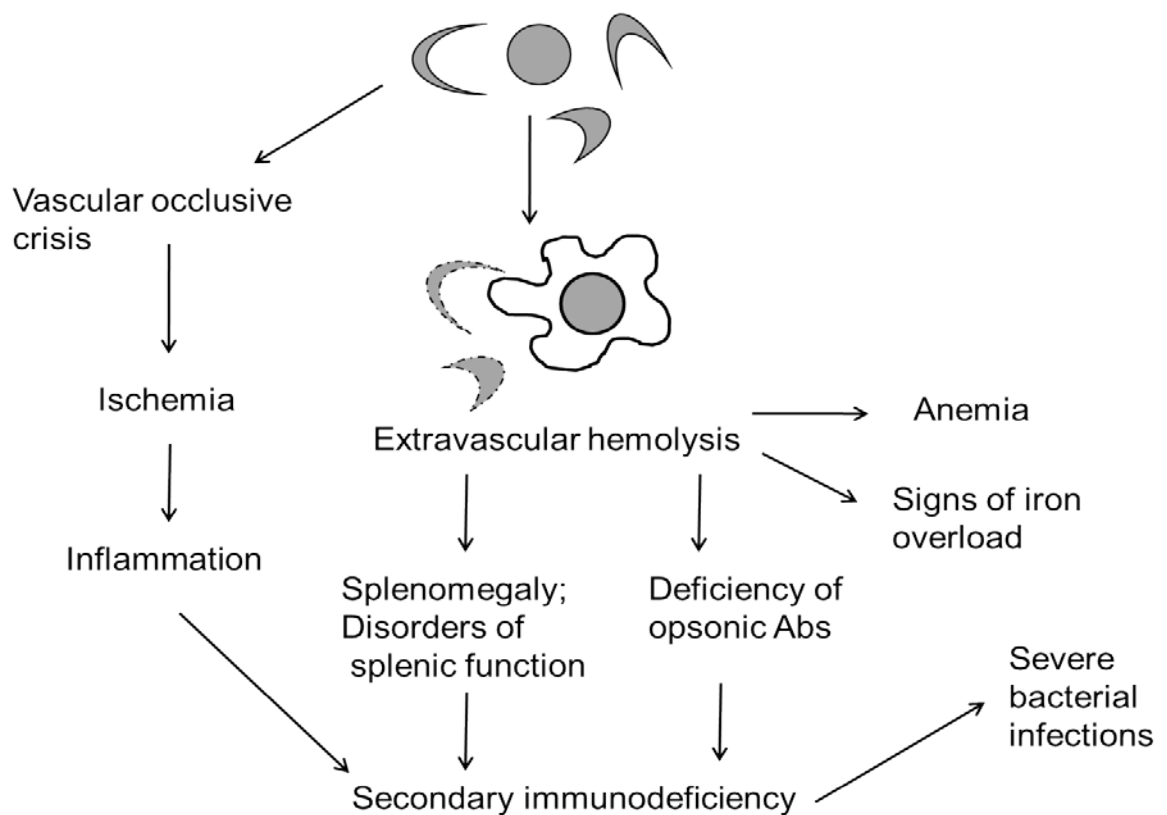 Vascular occlusive
crisis
Ischemia
Inflammation
Extravascular hemolysis
Anemia
Signs of iron
overload
Splenomegaly;
Disorders of
splenic function
Deficiency of
opsonic Abs
Severe
bacterial
infections
Secondary immunodeficiency